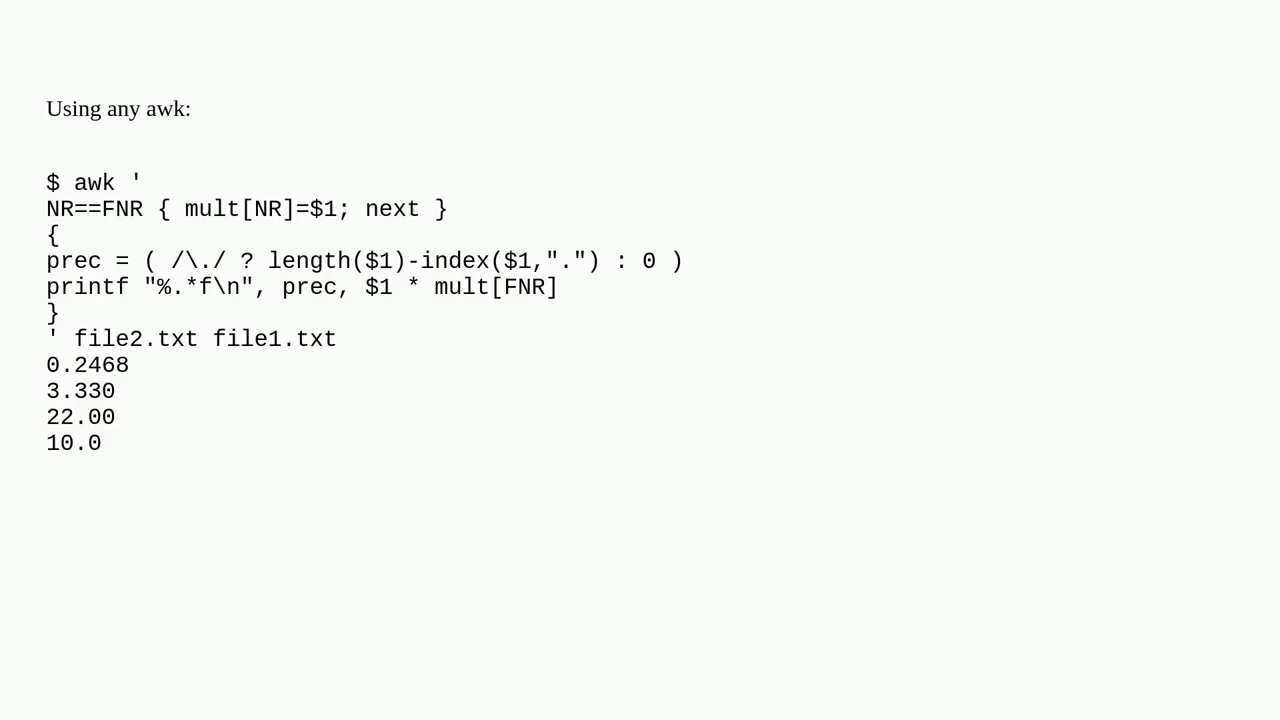 Using any awk:
$ awk '
NR==FNR { mult[NR]=$1; next }
{
prec = ( /\./ ? length($1)-index($1,".") : 0 )
printf "%.*f\n", prec, $1 * mult[FNR]
}
' file2.txt file1.txt
0.2468
3.330
22.00
10.0